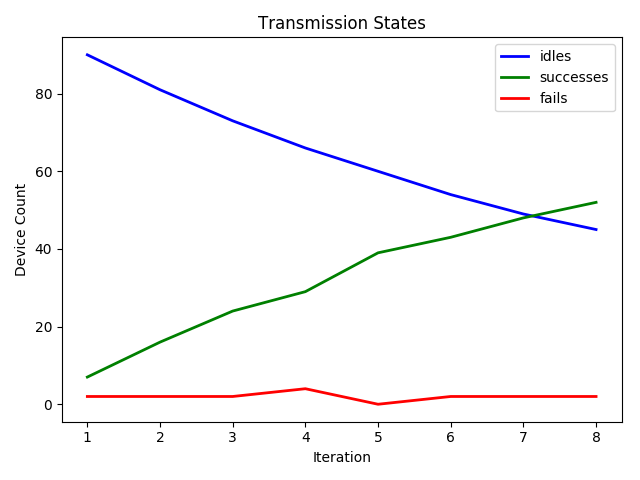 Transmission States
idles
successes
fails
Device Count
80
60
40
20
0
1 2 3 4 5 6 7 8
Iteration